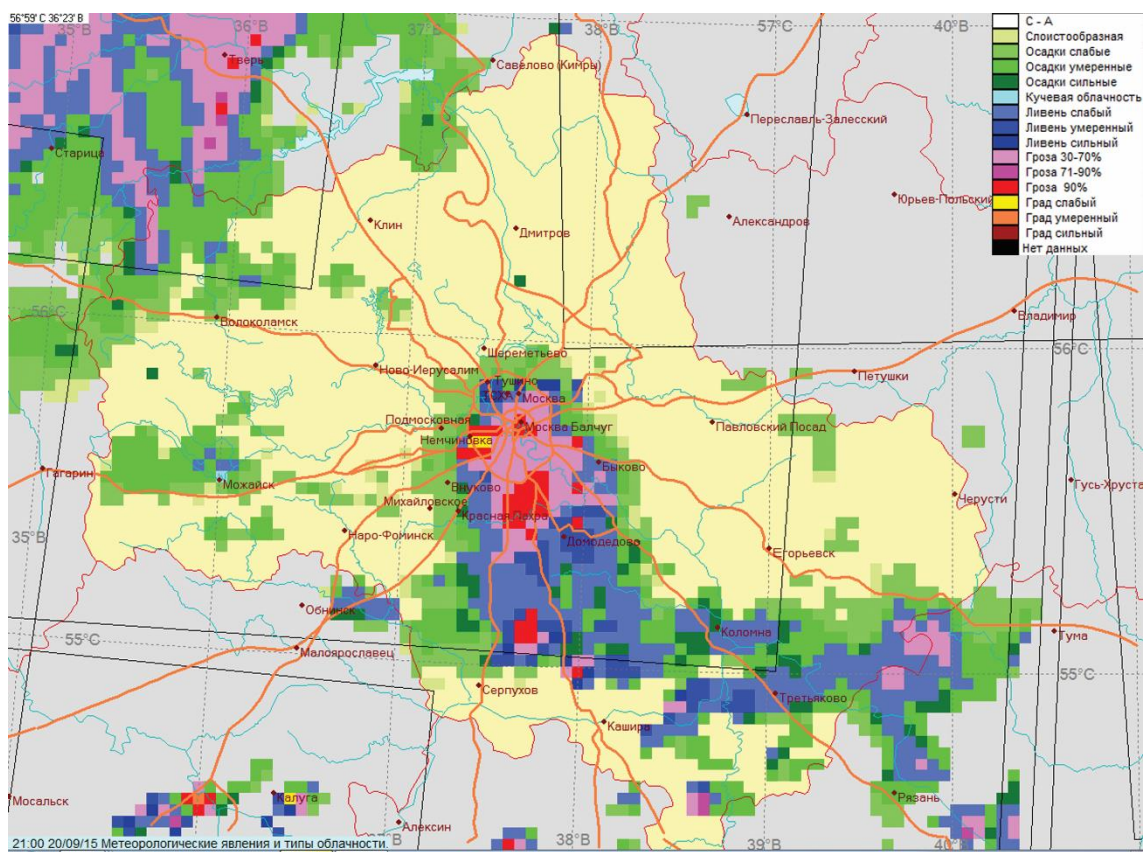 56°59' С 36°23' В
35°В
36°В
37°В
38°В
57°С
40°В
С - А
Слоистообразная
Осадки слабые
Осадки умеренные
Осадки сильные
Кучевая облачность
Ливень слабый
Ливень умеренный
Ливень сильный
Гроза 30-70%
Гроза 71-90%
Гроза 90%
Град слабый
Град умеренный
Град сильный
Нет данных
Тверь
Савелово (Кимры)
Переславль-Залесский
Старица
Юрьев-Польский
Клин
Дмитров
Александров
56°С
Волоколамск
Владимир
Шереметьево
56°С
Ново-Иерусалим
Тушино
Петушки
ТСХА
Москва
Подмосковная
Москва Балчуг
Павловский Посад
Немчиновка
Гагарин
Можайск
Быково
Внуково
Гусь-Хруста
Черусти
Михайловское
Красная Пахра
35°В
Наро-Фоминск
Домодедово
Егорьевск
Обнинск
55°С
Коломна
Тума
Малоярославец
55°С
Серпухов
Третьяково
Кашира
Мосальск
Калуга
Рязань
Алексин
38°В
39°В
40°В
21:00 20/09/15 Метеорологические явления и типы облачности.